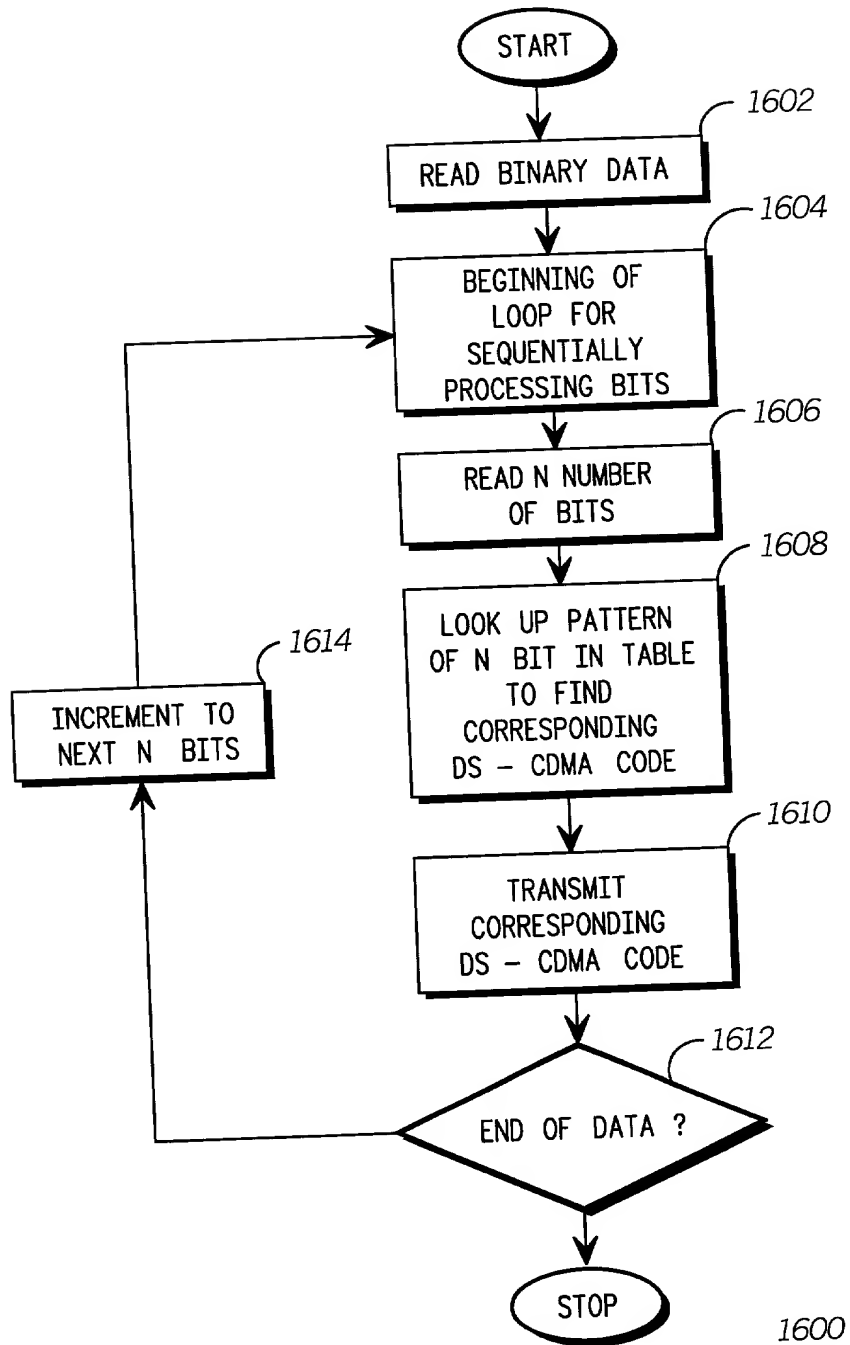 START
1602
READ BINARY DATA
1604
BEGINNING OF
LOOP FOR
SEQUENTIALLY
PROCESSING BITS
1606
READ N NUMBER
OF BITS
1608
LOOK UP PATTERN
OF N BIT IN TABLE
TO FIND
CORRESPONDING
DS - CDMA CODE
1614
INCREMENT TO
NEXT N BITS
1610
TRANSMIT
CORRESPONDING
DS - CDMA CODE
1612
END OF DATA ?
STOP
1600